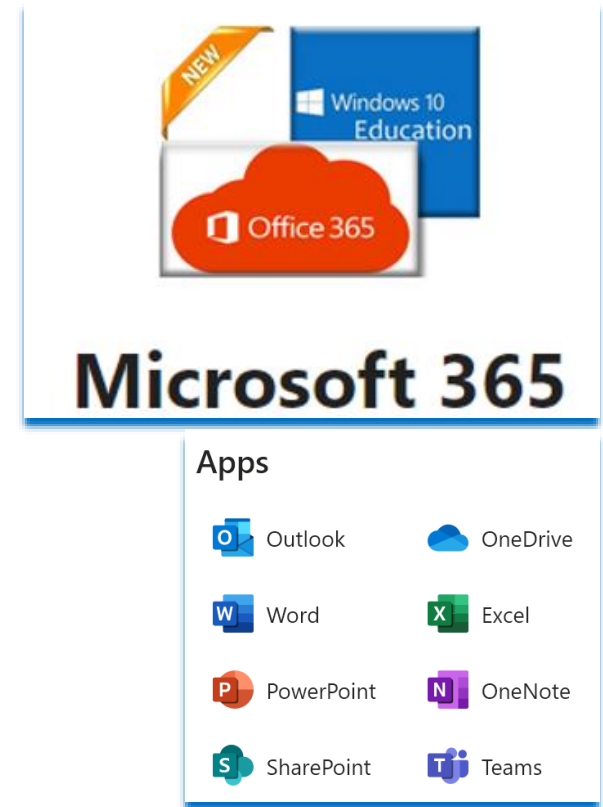 NEW
Windows 10
Education
Office 365
Microsoft 365
Apps
Outlook
OneDrive
Word
Excel
PowerPoint
OneNote
SharePoint
Teams